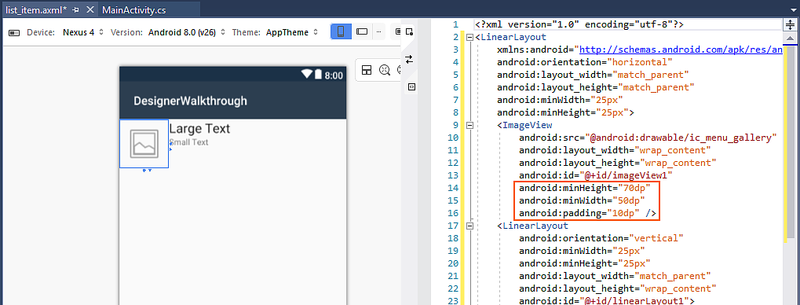 list_item.axml*
MainActivity.cs
Device: Nexus 4 Version: Android 8.0 (v26) Theme: AppTheme
8:00
DesignerWalkthrough
Large Text
Small Text
1 <?xml version="1.0" encoding="utf-8"?>
2 <LinearLayout
3 xmlns:android="http://schemas.android.com/apk/res/an
4 android:orientation="horizontal"
5 android:layout_width="match_parent"
6 android:layout_height="match_parent"
7 android:minWidth="25px"
8 android:minHeight="25px">
9 <ImageView
10 android:src="@android:drawable/ic_menu_gallery"
11 android:layout_width="wrap_content"
12 android:layout_height="wrap_content"
13 android:id="@+id/imageView1"
14 android:minHeight="70dp"
15 android:minWidth="50dp"
16 android:padding="10dp" />
17 <LinearLayout
18 android:orientation="vertical"
19 android:minWidth="25px"
20 android:minHeight="25px"
21 android:layout_width="match_parent"
22 android:layout_height="wrap_content"
23 android:id="@+id/linearLayout1">